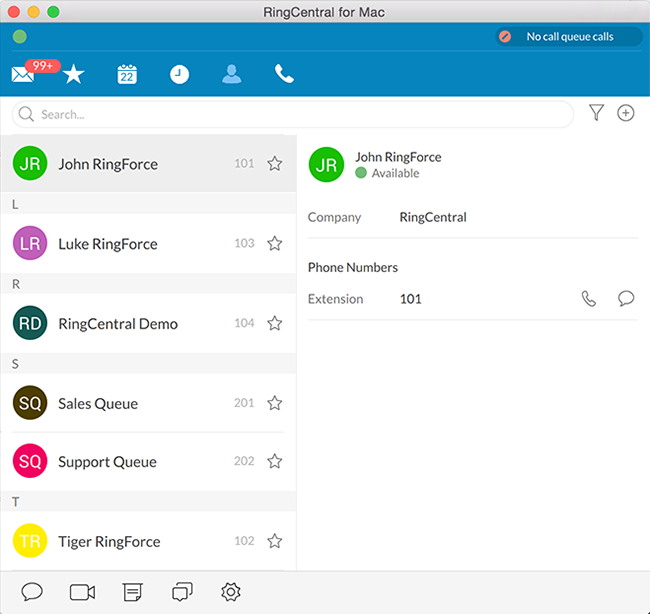 RingCentral for Mac
No call queue calls
99+
22
Search...
JR John RingForce 101
L
LR Luke RingForce 103
R
RD RingCentral Demo 104
S
SQ Sales Queue 201
SQ Support Queue 202
T
TR Tiger RingForce 102
JR John RingForce
Available
Company RingCentral
Phone Numbers
Extension 101